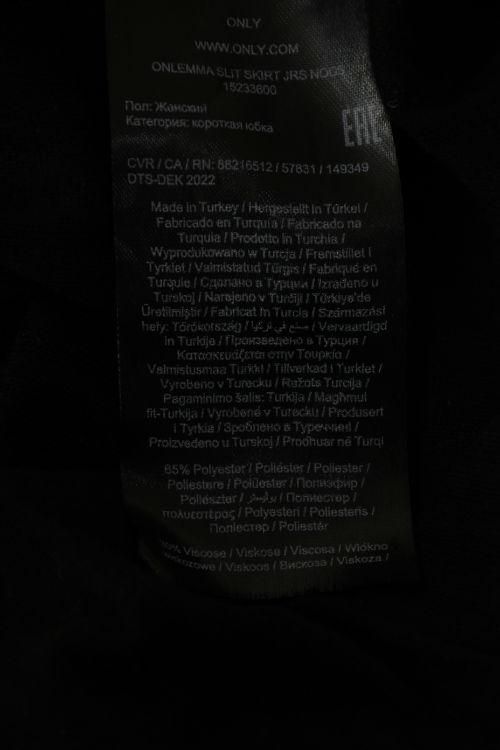 ONLY
WWW.ONLY.COM
ONLEMMA SLIT SKIRT JRS NOOS
15233600
Пол: Женский
Категория: короткая юбка
EAC
CVR / CA / RN: 88216512 / 57831 / 149349
DTS-DEK 2022
Made in Turkey / Hergestellt in Türkei /
Fabricado en Turquía / Fabricado na
Turquia / Prodotto in Turchia /
Wyprodukowano w Turcja / Fremstillet i
Tyrkiet / Valmistatud Türgis / Fabriqué en
Turquie / Сделано в Турции / Izrađeno u
Turskoj / Narejeno v Turčiji / Türkiye'de
Üretilmiştir / Fabricat în Turcia / Származási
hely: Törökország / صنع في تركيا / Vervaardigd
in Turkije / Произведено в Турция /
Κατασκευάζεται στην Τουρκία /
Valmistusmaa Turkki / Tillverkad i Turkiet /
Vyrobeno v Turecku / Ražots Turcija /
Pagaminimo šalis: Turkija / Magħmul
fit-Turkija / Vyrobené v Turecku / Produsert
i Tyrkia / Зроблено в Туреччині /
Proizvedeno u Turskoj / Prodhuar në Turqi
65% Polyester / Poliéster / Poliester /
Poliestere / Polüester / Полиэфир /
Poliészter / بوليستر / Полиестер /
πολυεστέρας / Polyesteri / Poliesteris /
Поліестер / Poliestër
Viscose / Viskose / Viscosa / Włókno
wiskozowe / Viskoos / Вискоза / Viskoza /